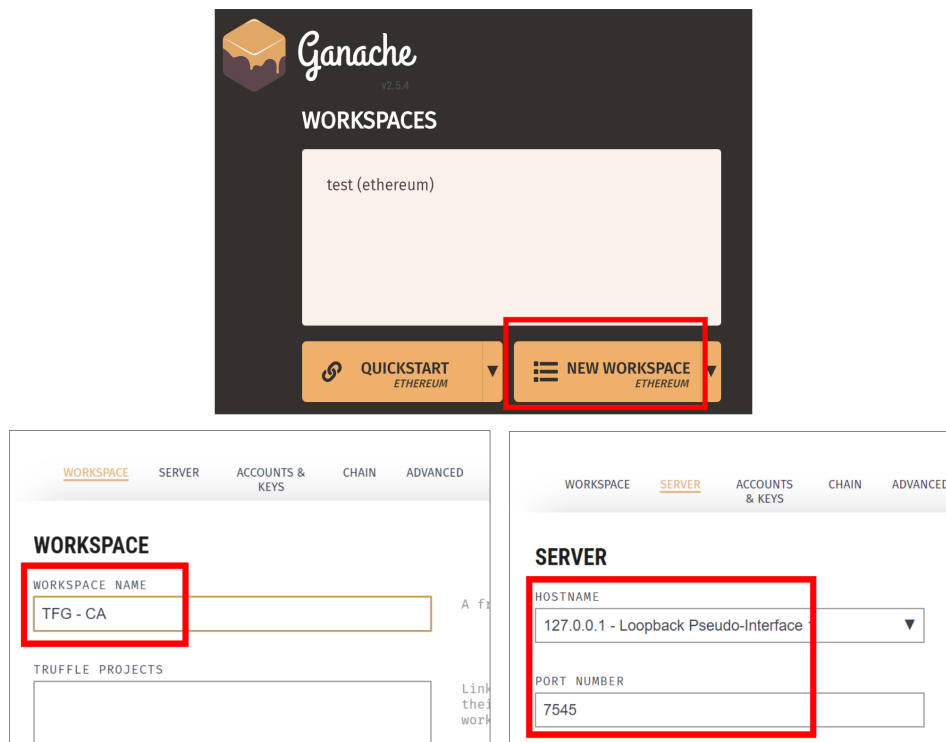 Ganache
v2.5.4
WORKSPACES
test (ethereum)
QUICKSTART
ETHEREUM
▼
NEW WORKSPACE
ETHEREUM
▼
WORKSPACE SERVER ACCOUNTS & KEYS CHAIN ADVANCED
WORKSPACE
WORKSPACE NAME
TFG - CA
A
TRUFFLE PROJECTS
WORKSPACE SERVER ACCOUNTS & KEYS CHAIN ADVANCED
SERVER
HOSTNAME
127.0.0.1 - Loopback Pseudo-Interface
▼
PORT NUMBER
7545